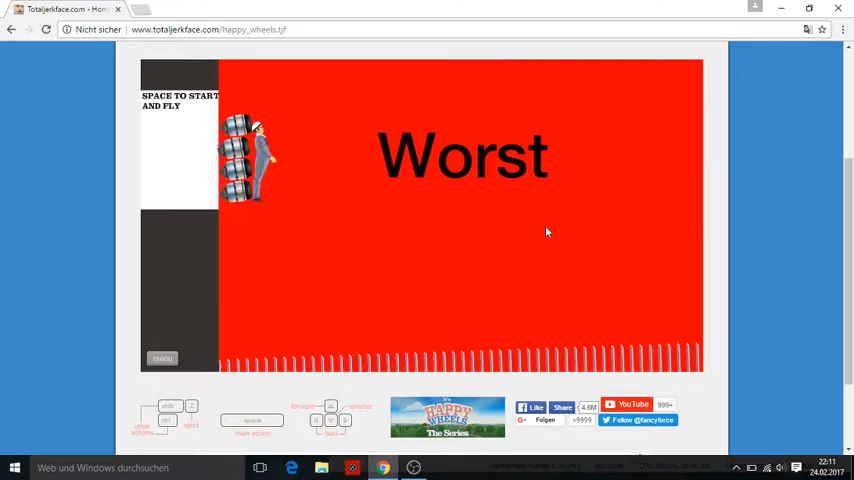 Totaljerkface.com - Hom
Nicht sicher
www.totaljerkface.com/happy_wheels.tjf
SPACE TO START
AND FLY
Worst
menu
shift
Z
ctrl
eject
other
actions
space
main action
forward
reverse
lean
IT'S
HAPPY
WHEELS
The Series
Like
Share
4.6M
YouTube
999+
Folgen
>9999
Follow @fancyforce
Web und Windows durchsuchen
22:11
24.02.2017